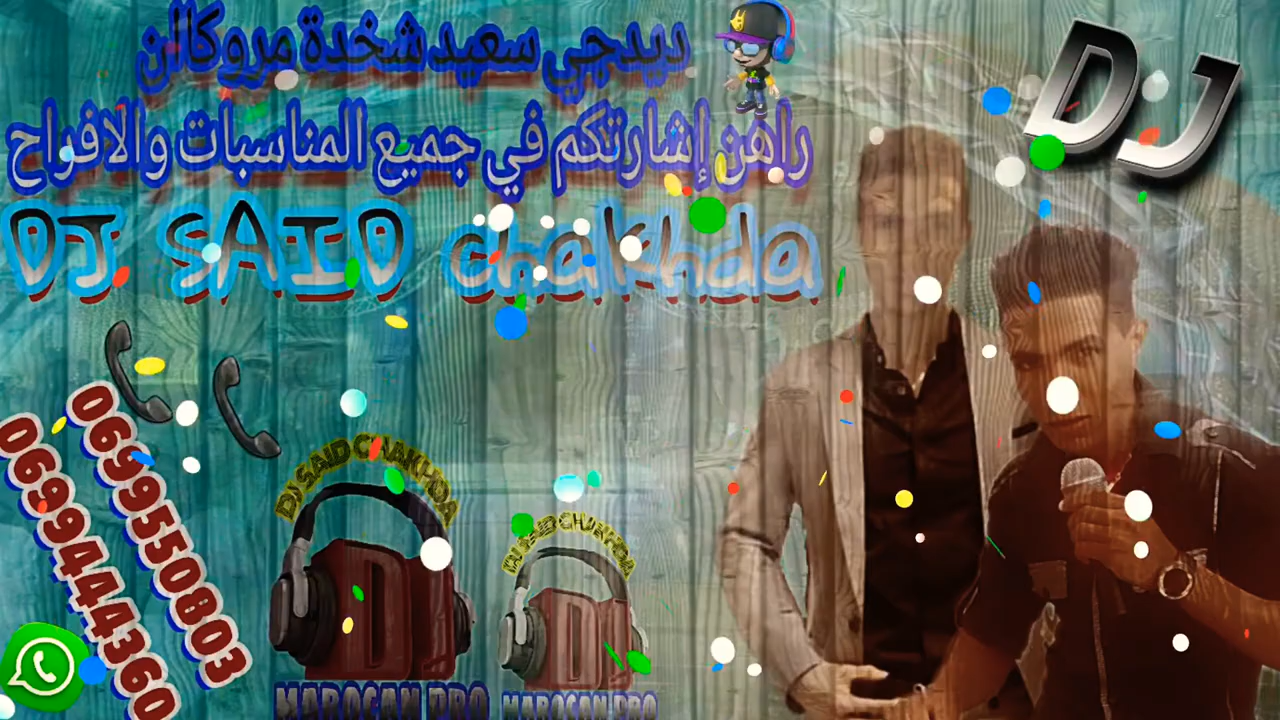 ديدجي سعيد شخدة مروكان
راهن إشارتكم في جميع المناسبات والافراح
DJ SAID Chakhda
DJ
0699550803
0699444360
DJ SAID CHAKHDA
DJ
MAROCAN PRO
DJ SAID CHAKHDA
DJ
MAROCAN PRO